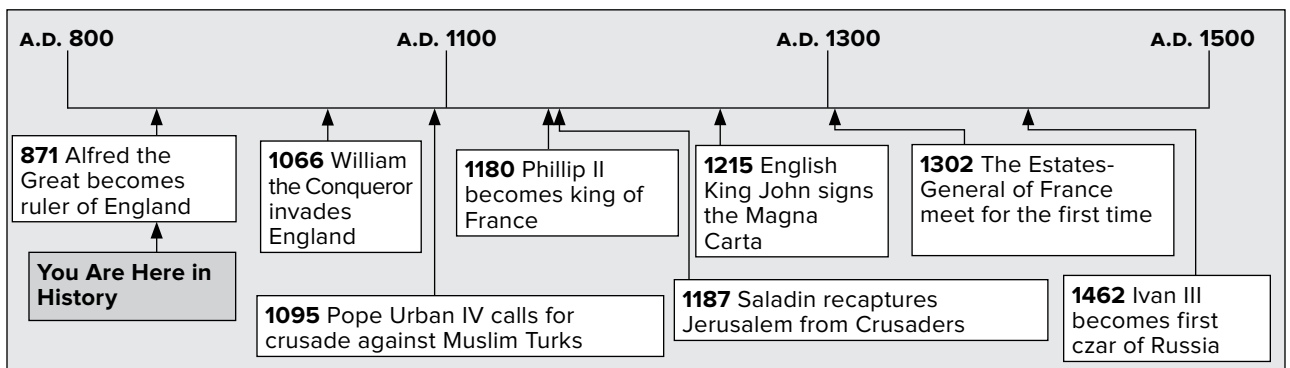 A.D. 800
A.D. 1100
A.D. 1300
A.D. 1500
871 Alfred the
Great becomes
ruler of England
You Are Here in
History
1066 William
the Conqueror
invades
England
1095 Pope Urban IV calls for
crusade against Muslim Turks
1180 Phillip II
becomes king of
France
1187 Saladin recaptures
Jerusalem from Crusaders
1215 English
King John signs
the Magna
Carta
1302 The Estates-
General of France
meet for the first time
1462 Ivan III
becomes first
czar of Russia